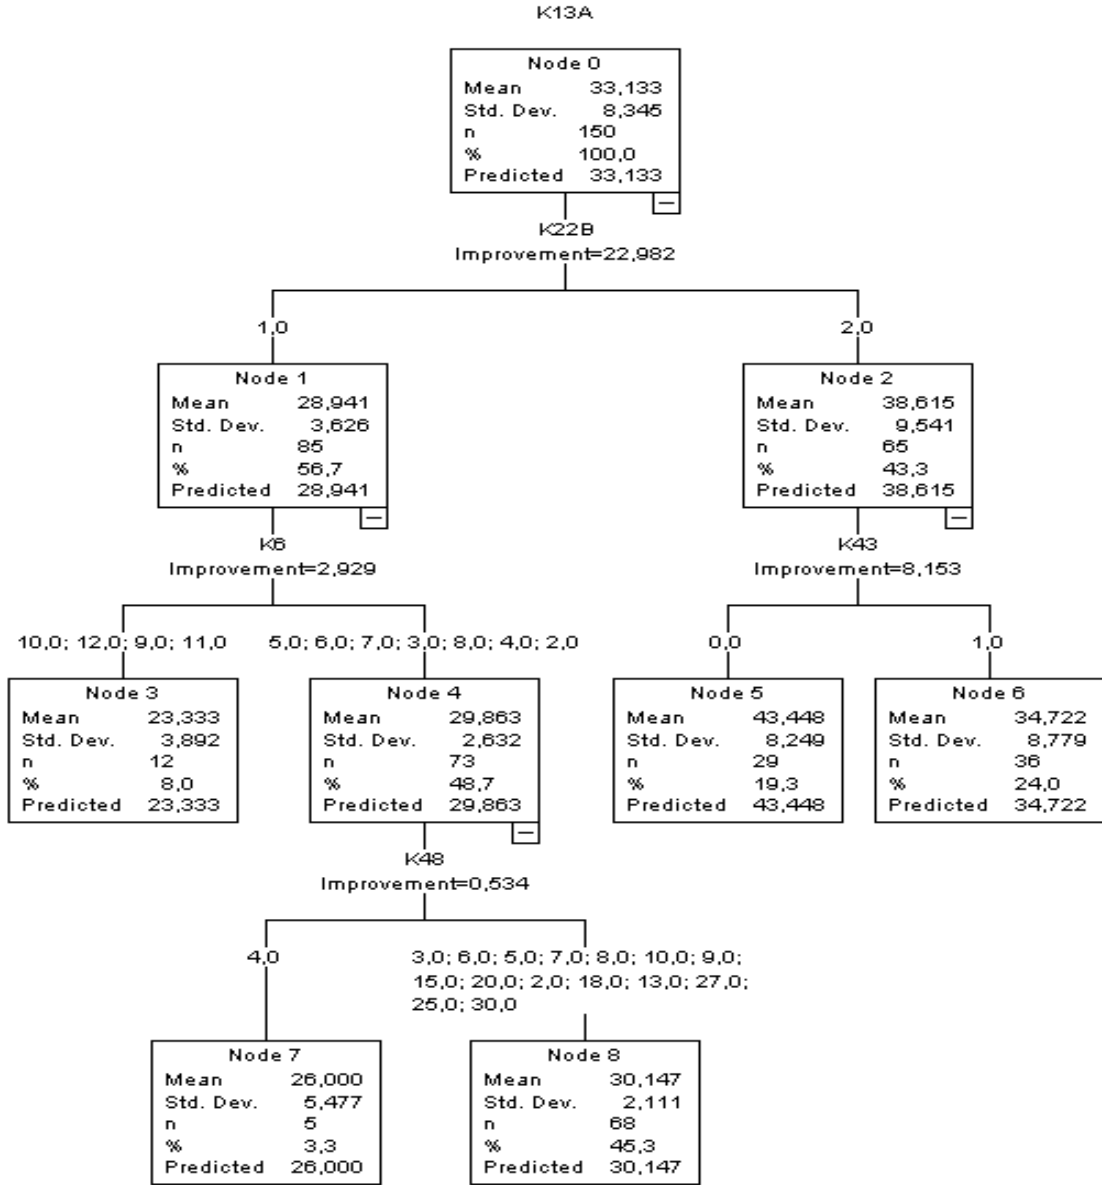 K13A
Node 0
Mean 33,133
Std. Dev. 8,345
n 150
% 100,0
Predicted 33,133
K22B
Improvement=22,982
1,0
2,0
Node 1
Mean 28,941
Std. Dev. 3,626
n 85
% 56,7
Predicted 28,941
Node 2
Mean 38,615
Std. Dev. 9,541
n 65
% 43,3
Predicted 38,615
K6
Improvement=2,929
K43
Improvement=8,153
10,0; 12,0; 9,0; 11,0
5,0; 6,0; 7,0; 3,0; 8,0; 4,0; 2,0
0,0
1,0
Node 3
Mean 23,333
Std. Dev. 3,892
n 12
% 8,0
Predicted 23,333
Node 4
Mean 29,863
Std. Dev. 2,632
n 73
% 48,7
Predicted 29,863
Node 5
Mean 43,448
Std. Dev. 8,249
n 29
% 19,3
Predicted 43,448
Node 6
Mean 34,722
Std. Dev. 8,779
n 36
% 24,0
Predicted 34,722
K48
Improvement=0,534
4,0
3,0; 6,0; 5,0; 7,0; 8,0; 10,0; 9,0;
15,0; 20,0; 2,0; 18,0; 13,0; 27,0;
25,0; 30,0
Node 7
Mean 26,000
Std. Dev. 5,477
n 5
% 3,3
Predicted 26,000
Node 8
Mean 30,147
Std. Dev. 2,111
n 68
% 45,3
Predicted 30,147